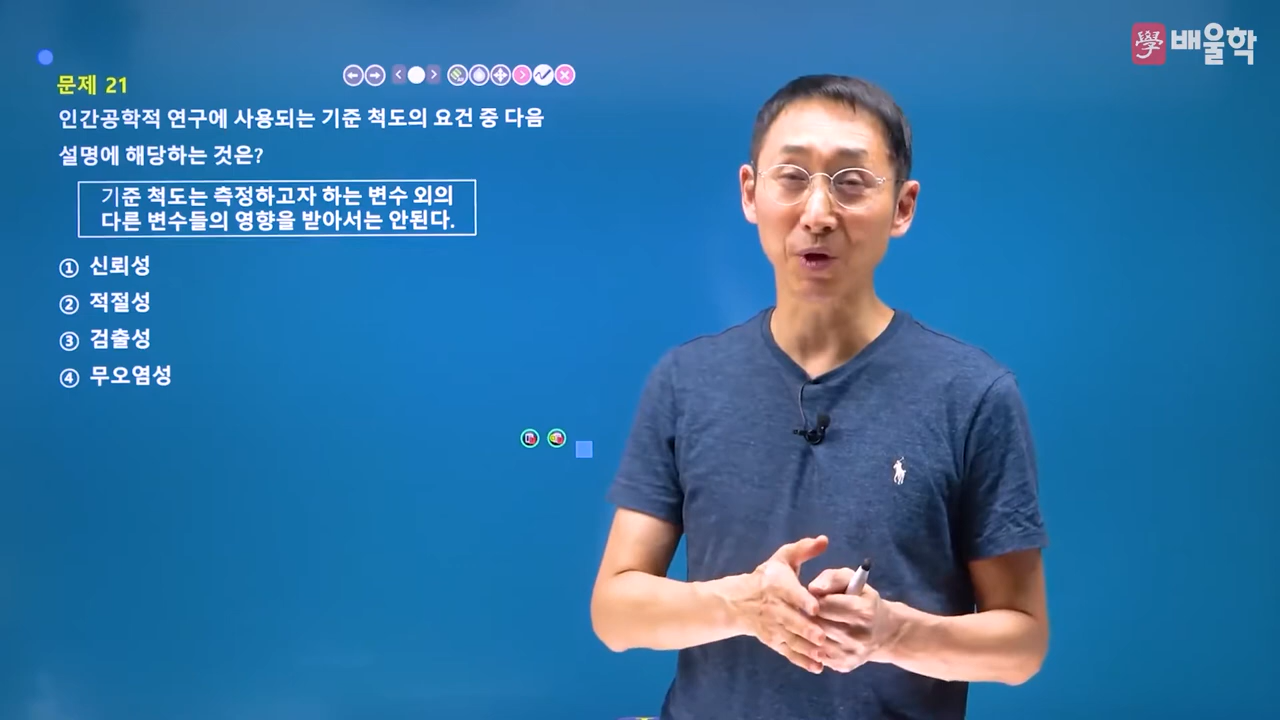 學 배울학
문제 21
인간공학적 연구에 사용되는 기준 척도의 요건 중 다음
설명에 해당하는 것은?
기준 척도는 측정하고자 하는 변수 외의
다른 변수들의 영향을 받아서는 안된다.
① 신뢰성
② 적절성
③ 검출성
④ 무오염성